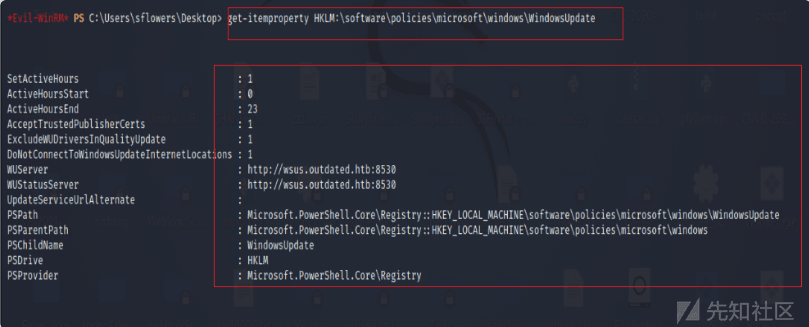 *Evil-WinRM* PS C:\Users\sflowers\Desktop> get-itemproperty HKLM:\software\policies\microsoft\windows\WindowsUpdate
SetActiveHours : 1
ActiveHoursStart : 0
ActiveHoursEnd : 23
AcceptTrustedPublisherCerts : 1
ExcludeWUDriversInQualityUpdate : 1
DoNotConnectToWindowsUpdateInternetLocations : 1
WUServer : http://wsus.outdated.htb:8530
WUStatusServer : http://wsus.outdated.htb:8530
UpdateServiceUrlAlternate :
PSPath : Microsoft.PowerShell.Core\Registry::HKEY_LOCAL_MACHINE\software\policies\microsoft\windows\WindowsUpdate
PSParentPath : Microsoft.PowerShell.Core\Registry::HKEY_LOCAL_MACHINE\software\policies\microsoft\windows
PSChildName : WindowsUpdate
PSDrive : HKLM
PSProvider : Microsoft.PowerShell.Core\Registry
先知社区